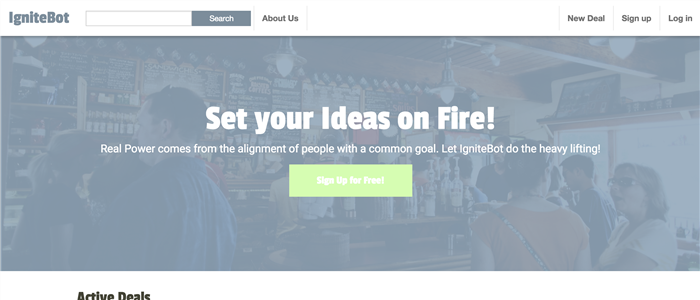 IgniteBot
Search
About Us
New Deal
Sign up
Log in
Set your Ideas on Fire!
Real Power comes from the alignment of people with a common goal. Let IgniteBot do the heavy lifting!
Sign Up for Free!
Active Deals